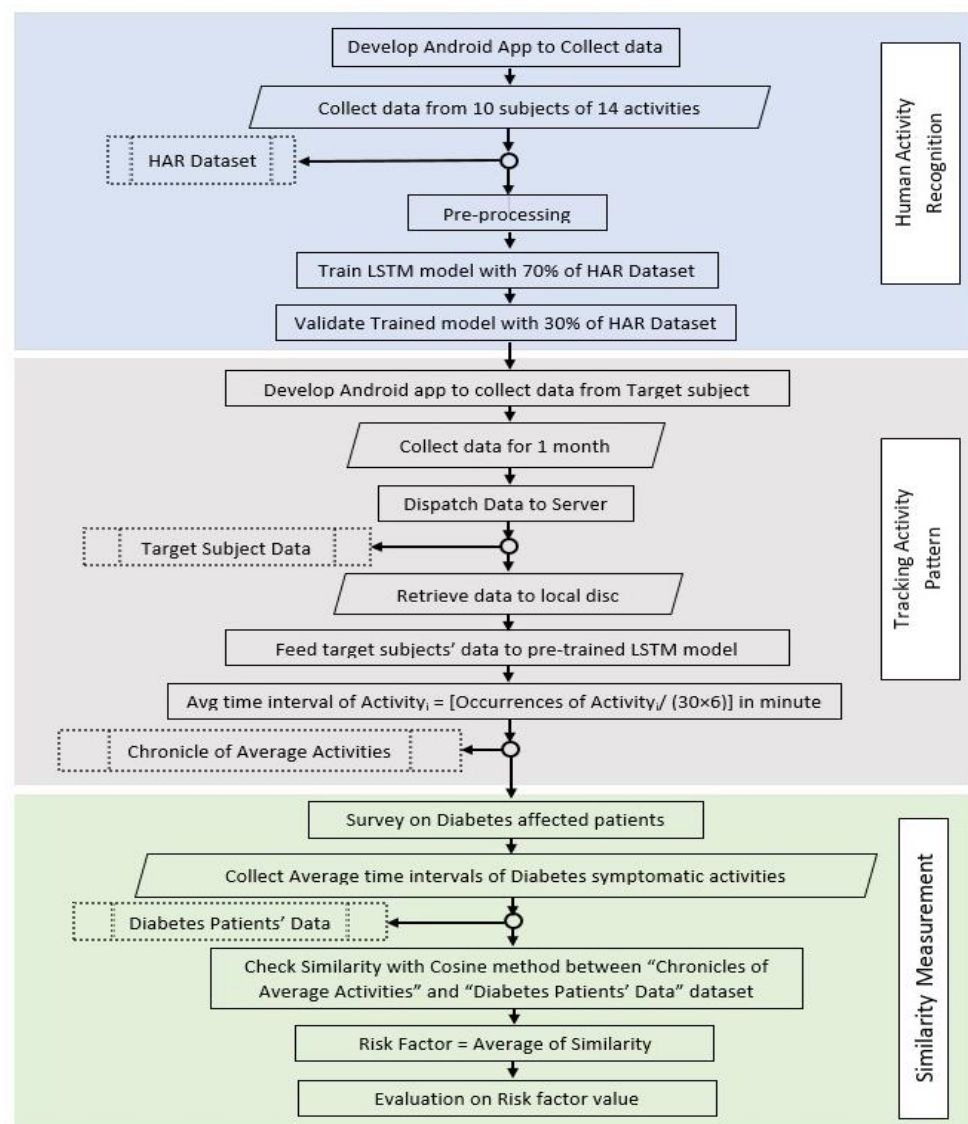 Develop Android App to Collect data
Collect data from 10 subjects of 14 activities
HAR Dataset
Pre-processing
Train LSTM model with 70% of HAR Dataset
Validate Trained model with 30% of HAR Dataset
Human Activity
Recognition
Develop Android app to collect data from Target subject
Collect data for 1 month
Dispatch Data to Server
Target Subject Data
Retrieve data to local disc
Feed target subjects' data to pre-trained LSTM model
Avg time interval of Activityᵢ = [Occurrences of Activityᵢ/ (30×6)] in minute
Chronicle of Average Activities
Tracking Activity
Pattern
Survey on Diabetes affected patients
Collect Average time intervals of Diabetes symptomatic activities
Diabetes Patients' Data
Check Similarity with Cosine method between "Chronicles of
Average Activities" and "Diabetes Patients' Data" dataset
Risk Factor = Average of Similarity
Evaluation on Risk factor value
Similarity Measurement